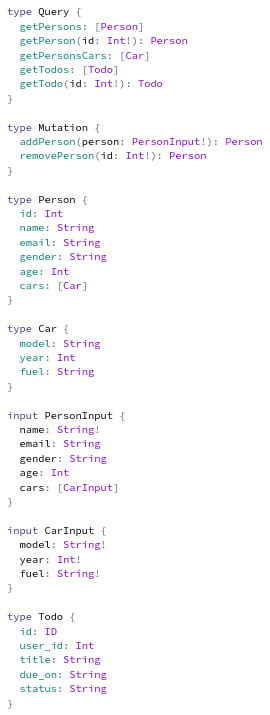 type Query {
  getPersons: [Person]
  getPerson(id: Int!): Person
  getPersonsCars: [Car]
  getTodos: [Todo]
  getTodo(id: Int!): Todo
}

type Mutation {
  addPerson(person: PersonInput!): Person
  removePerson(id: Int!): Person
}

type Person {
  id: Int
  name: String
  email: String
  gender: String
  age: Int
  cars: [Car]
}

type Car {
  model: String
  year: Int
  fuel: String
}

input PersonInput {
  name: String!
  email: String
  gender: String
  age: Int
  cars: [CarInput]
}

input CarInput {
  model: String!
  year: Int!
  fuel: String!
}

type Todo {
  id: ID
  user_id: Int
  title: String
  due_on: String
  status: String
}